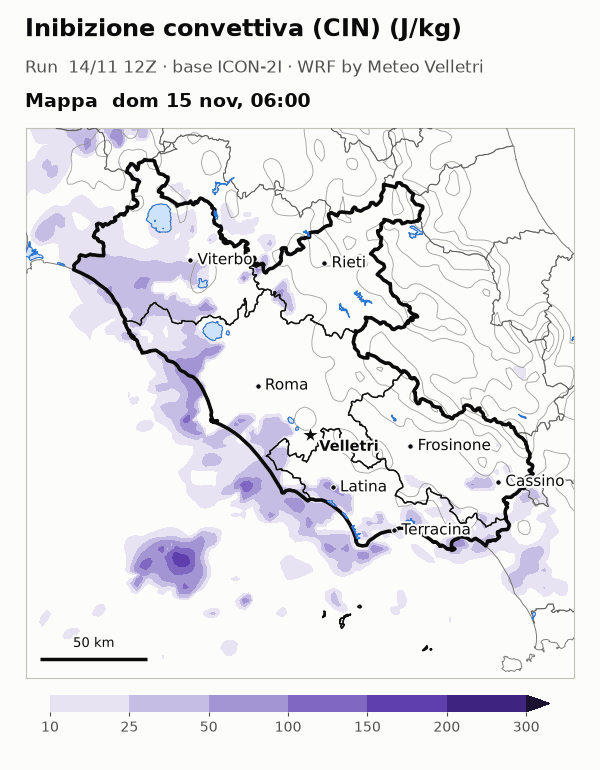 Inibizione convettiva (CIN) (J/kg)
Run 14/11 12Z · base ICON-2I · WRF by Meteo Velletri
Mappa dom 15 nov, 06:00
Viterbo
Rieti
Roma
Velletri
Frosinone
Cassino
Latina
Terracina
50 km
10 25 50 100 150 200 300